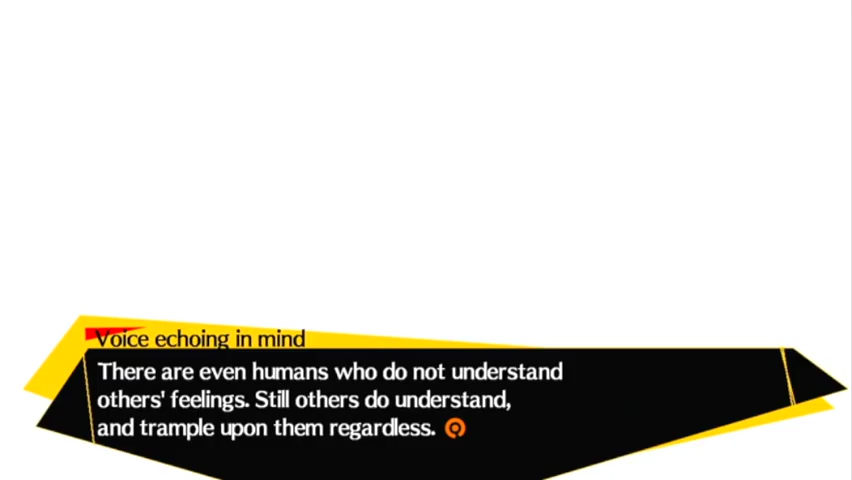 Voice echoing in mind
There are even humans who do not understand
others' feelings. Still others do understand,
and trample upon them regardless.